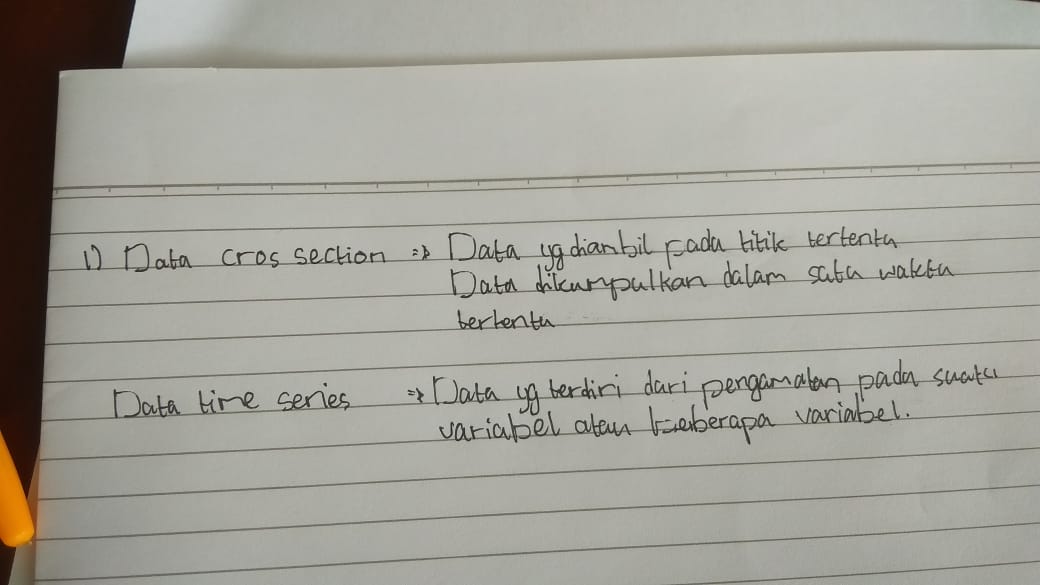 1) Data cros section => Data yg diambil pada titik tertentu
Data dikumpulkan dalam satu waktu
tertentu
Data time series => Data yg terdiri dari pengamatan pada suatu
variabel atau beberapa variabel.